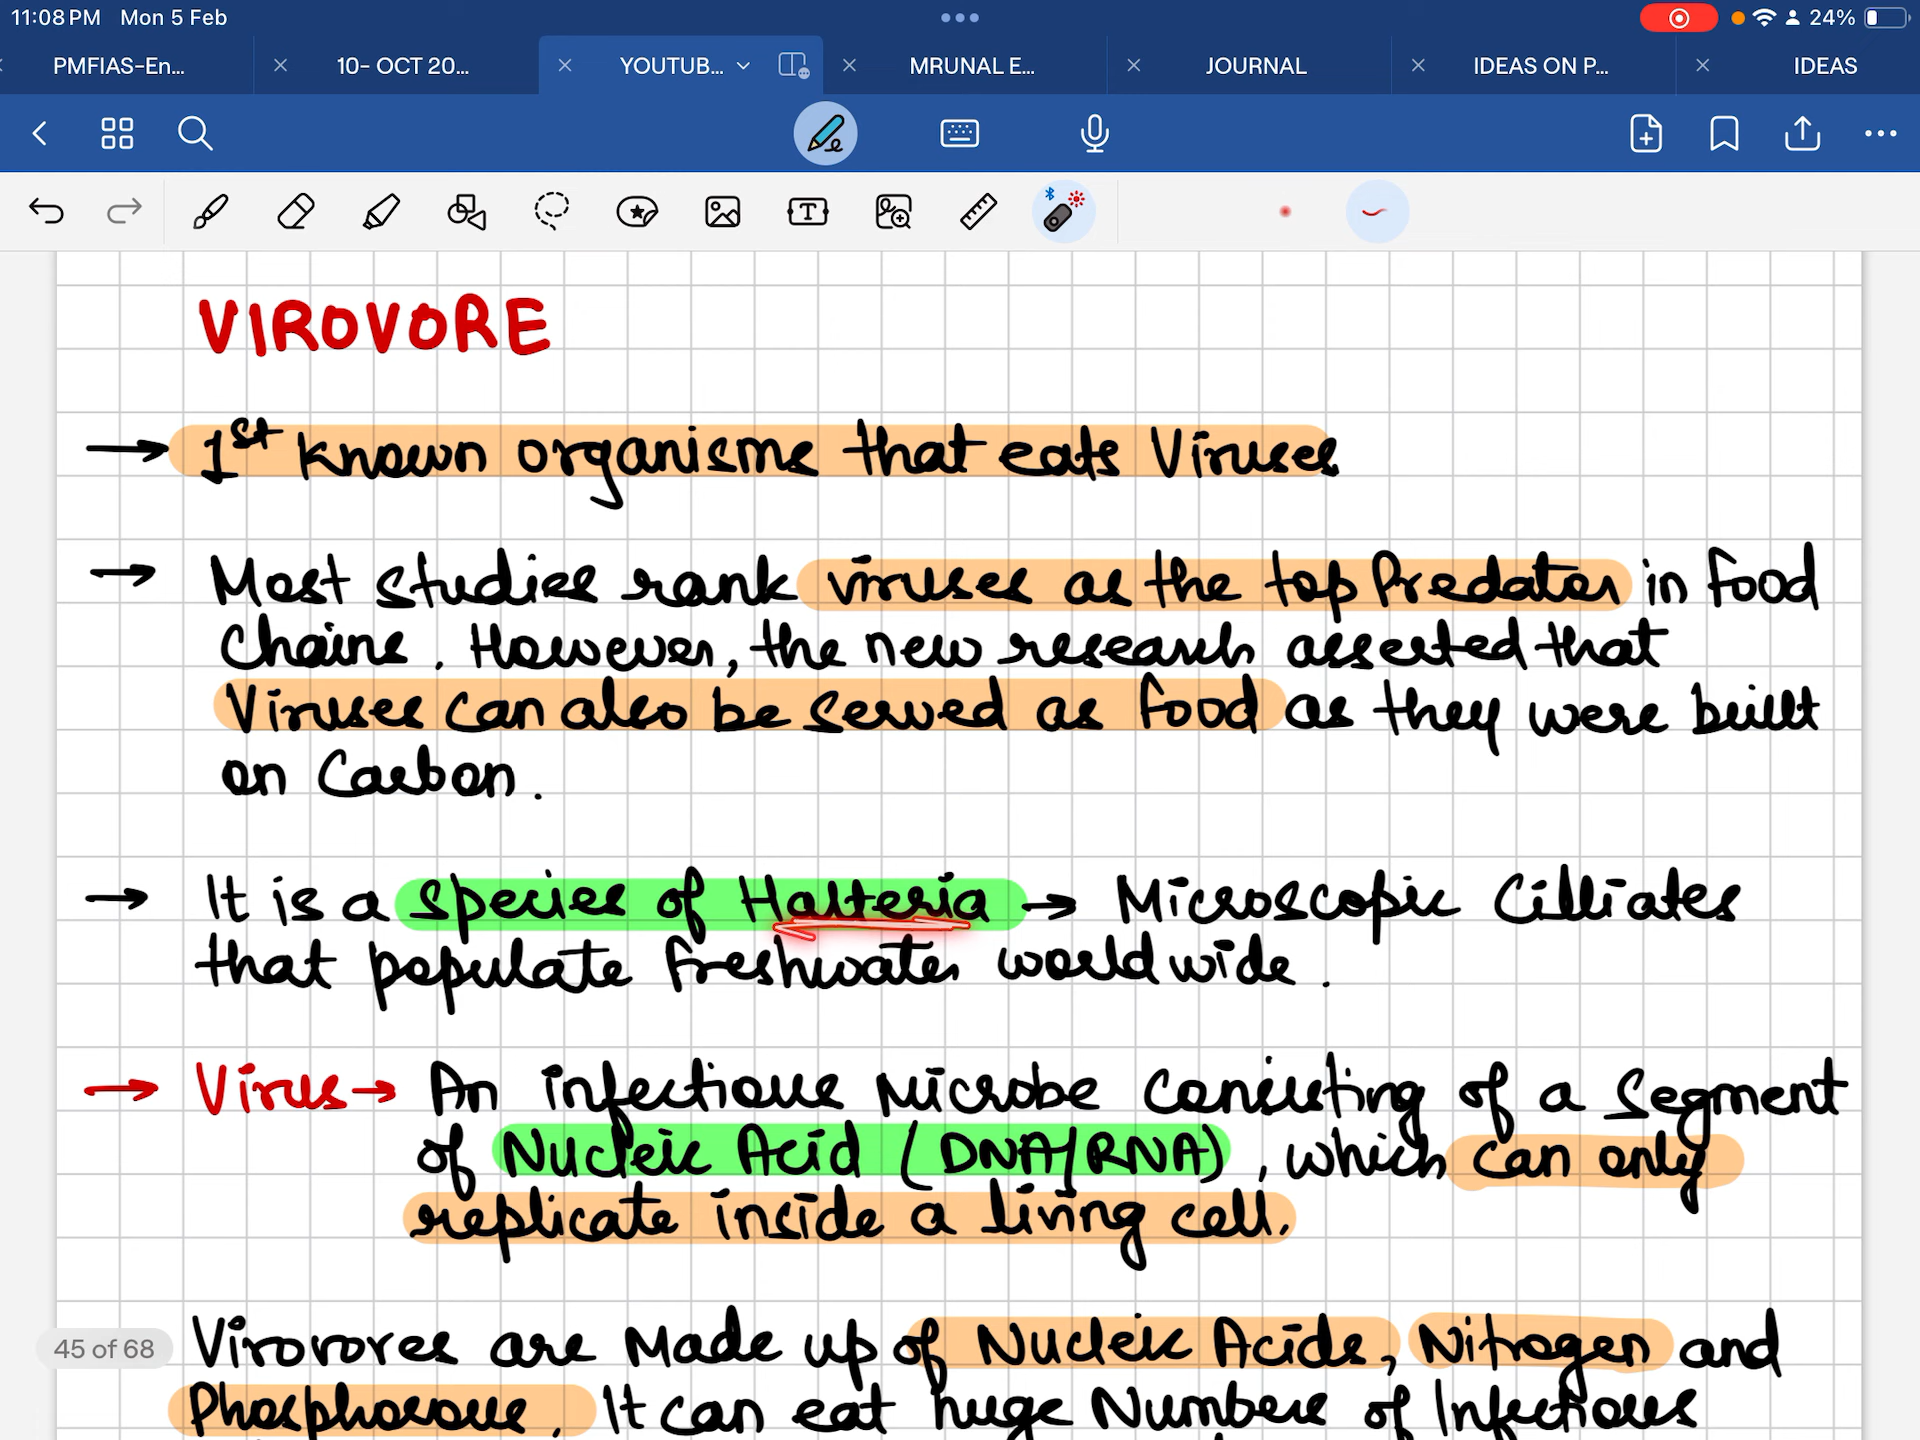 11:08 PM Mon 5 Feb
24%
PMFIAS-En...
10- OCT 20...
YOUTUB...
MRUNAL E...
JOURNAL
IDEAS ON P...
IDEAS
VIROVORE
→ 1st known organisms that eats Viruses
→ Most studies rank viruses as the top Predator in food
Chains. However, the new research asserted that
Viruses can also be served as food as they were built
on Carbon.
→ It is a species of Halteria → Microscopic Cilliates
that populate freshwater worldwide.
→ Virus → An infectious Microbe Consisting of a Segment
of Nucleic Acid (DNA/RNA), which can only
replicate inside a living cell.
45 of 68
Virovores are Made up of Nucleic Acids, Nitrogen and
Phosphorous. It can eat huge Numbers of Infectious